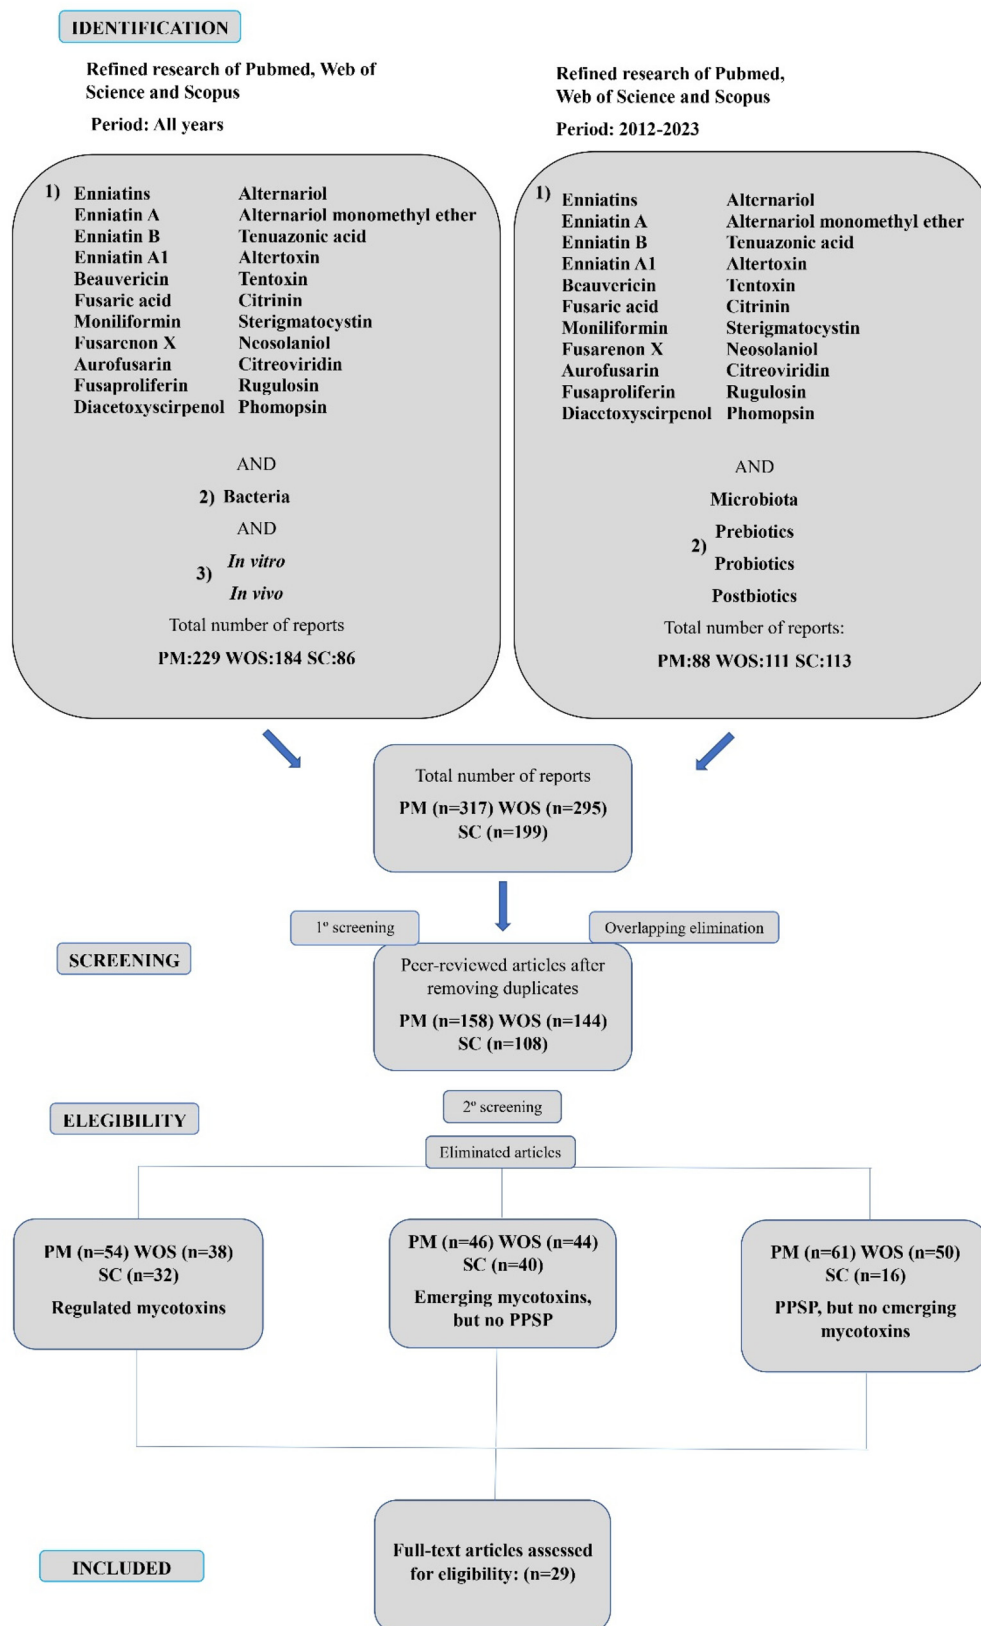 IDENTIFICATION
Refined research of Pubmed, Web of
Science and Scopus
Period: All years
1) Enniatins Alternariol
Enniatin A Alternariol monomethyl ether
Enniatin B Tenuazonic acid
Enniatin A1 Altertoxin
Beauvericin Tentoxin
Fusaric acid Citrinin
Moniliformin Sterigmatocystin
Fusarenon X Neosolaniol
Aurofusarin Citreoviridin
Fusaproliferin Rugulosin
Diacetoxyscirpenol Phomopsin
AND
2) Bacteria
AND
3)
In vitro
In vivo
Total number of reports
PM:229 WOS:184 SC:86
Refined research of Pubmed,
Web of Science and Scopus
Period: 2012-2023
1) Enniatins Alternariol
Enniatin A Alternariol monomethyl ether
Enniatin B Tenuazonic acid
Enniatin A1 Altertoxin
Beauvericin Tentoxin
Fusaric acid Citrinin
Moniliformin Sterigmatocystin
Fusarenon X Neosolaniol
Aurofusarin Citreoviridin
Fusaproliferin Rugulosin
Diacetoxyscirpenol Phomopsin
AND
Microbiota
Prebiotics
2)
Probiotics
Postbiotics
Total number of reports:
PM:88 WOS:111 SC:113
Total number of reports
PM (n=317) WOS (n=295)
SC (n=199)
1º screening
Overlapping elimination
SCREENING
Peer-reviewed articles after
removing duplicates
PM (n=158) WOS (n=144)
SC (n=108)
2º screening
ELEGIBILITY
Eliminated articles
PM (n=54) WOS (n=38)
SC (n=32)
Regulated mycotoxins
PM (n=46) WOS (n=44)
SC (n=40)
Emerging mycotoxins,
but no PPSP
PM (n=61) WOS (n=50)
SC (n=16)
PPSP, but no emerging
mycotoxins
INCLUDED
Full-text articles assessed
for eligibility: (n=29)